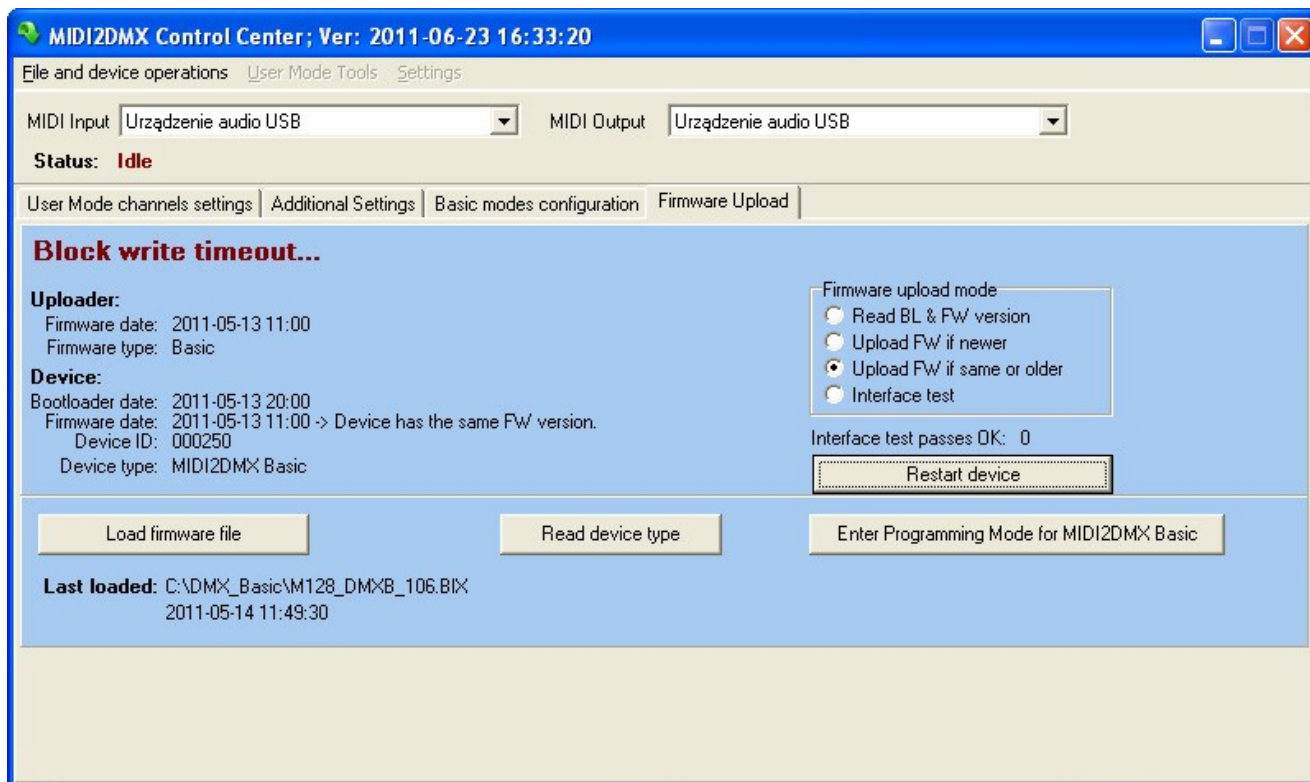 MIDI2DMX Control Center; Ver: 2011-06-23 16:33:20
File and device operations User Mode Tools Settings
MIDI Input Urządzenie audio USB MIDI Output Urządzenie audio USB
Status: Idle
User Mode channels settings Additional Settings Basic modes configuration Firmware Upload
Block write timeout...
Uploader:
Firmware date: 2011-05-13 11:00
Firmware type: Basic
Device:
Bootloader date: 2011-05-13 20:00
Firmware date: 2011-05-13 11:00 -> Device has the same FW version.
Device ID: 000250
Device type: MIDI2DMX Basic
Firmware upload mode
Read BL & FW version
Upload FW if newer
Upload FW if same or older
Interface test
Interface test passes OK: 0
Restart device
Load firmware file Read device type Enter Programming Mode for MIDI2DMX Basic
Last loaded: C:\DMX_Basic\M128_DMXB_106.BIX
2011-05-14 11:49:30